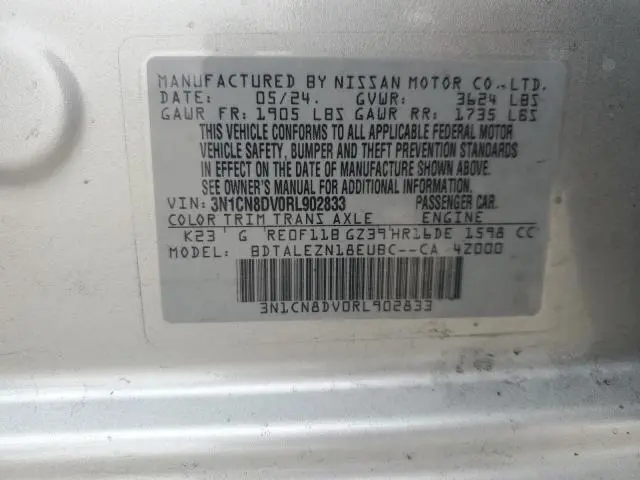 MANUFACTURED BY NISSAN MOTOR CO.,LTD.
DATE: 05/24. GVWR: 3624 LBS
GAWR FR: 1905 LBS GAWR RR: 1735 LBS
THIS VEHICLE CONFORMS TO ALL APPLICABLE FEDERAL MOTOR
VEHICLE SAFETY, BUMPER AND THEFT PREVENTION STANDARDS
IN EFFECT ON THE DATE OF MANUFACTURE SHOWN ABOVE.
SEE OWNER'S MANUAL FOR ADDITIONAL INFORMATION.
VIN: 3N1CN8DV0RL902833 PASSENGER CAR.
COLOR TRIM TRANS AXLE ENGINE
K23 G RE0F11B GZ39 HR16DE 1598 CC
MODEL: BDTALEZN18EUBC--CA 42000
3N1CN8DV0RL902833